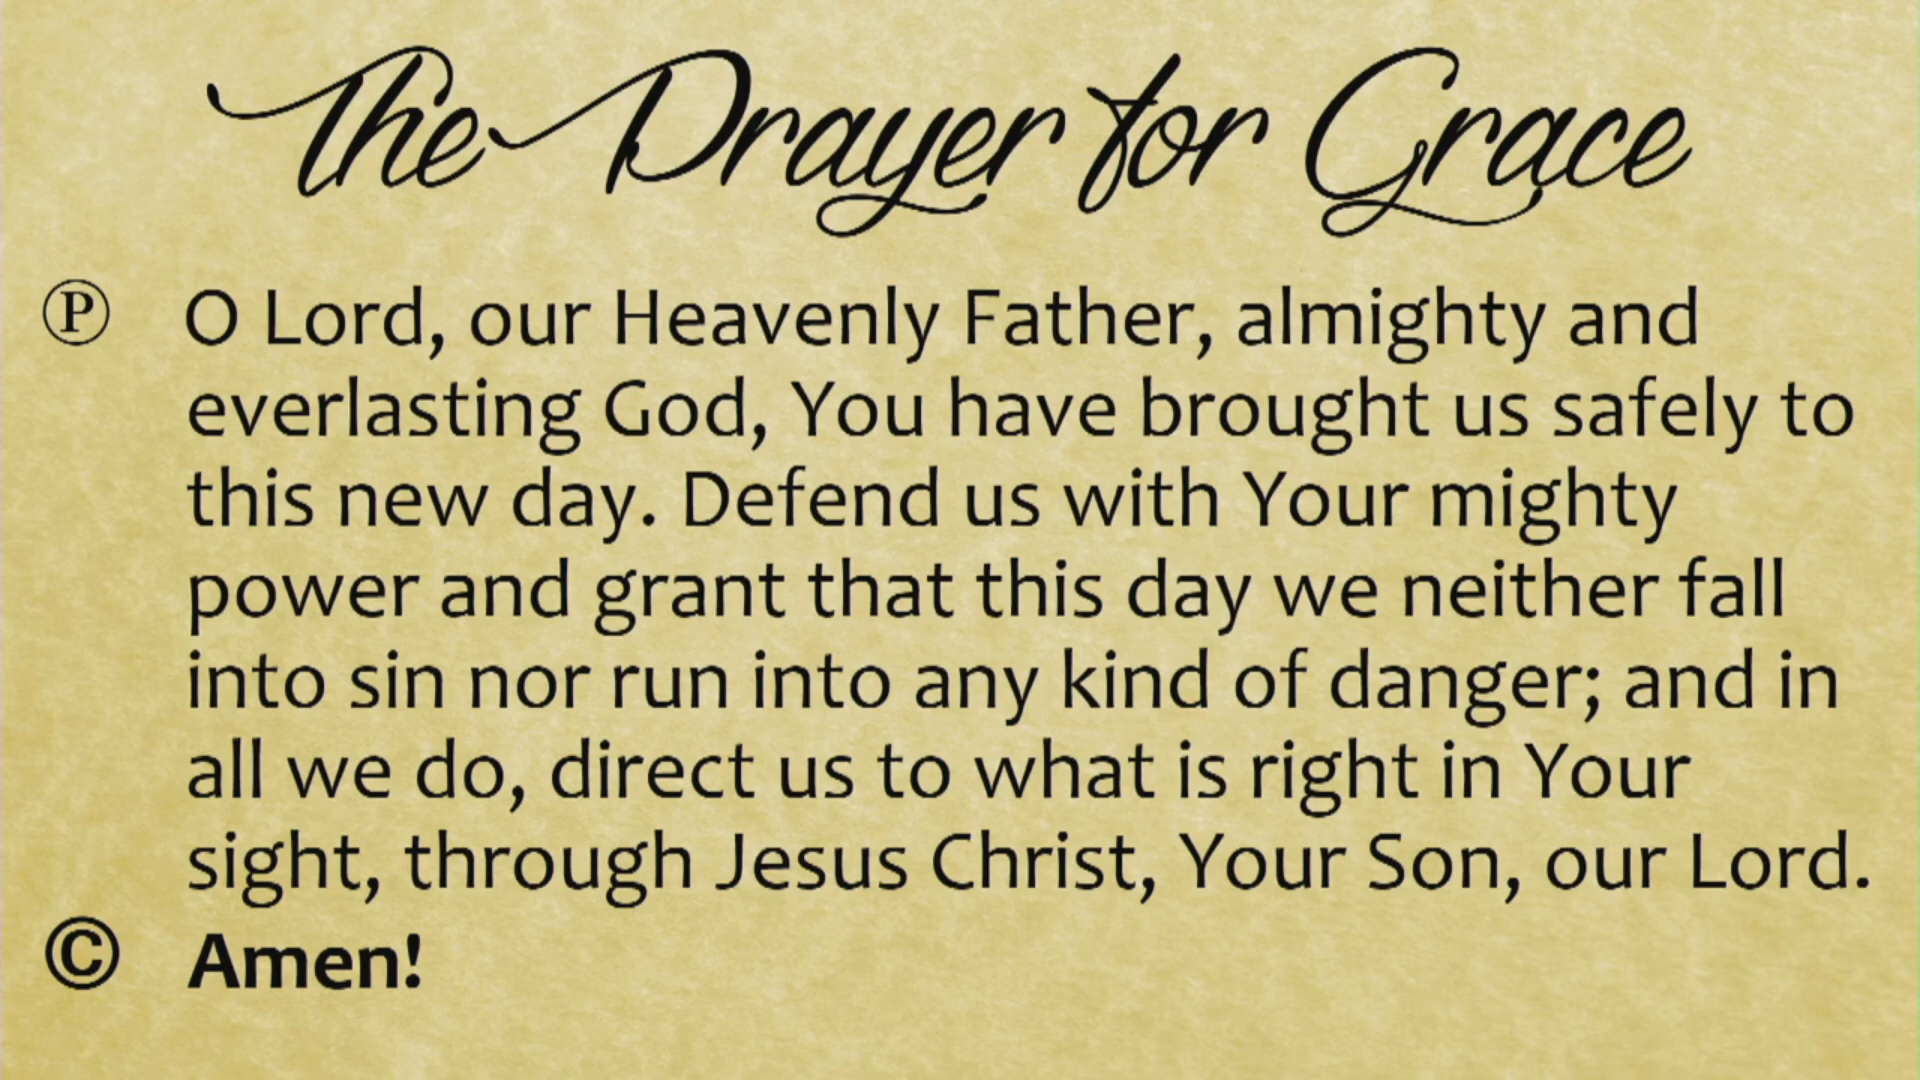 The Prayer for Grace
Ⓟ O Lord, our Heavenly Father, almighty and
everlasting God, You have brought us safely to
this new day. Defend us with Your mighty
power and grant that this day we neither fall
into sin nor run into any kind of danger; and in
all we do, direct us to what is right in Your
sight, through Jesus Christ, Your Son, our Lord.
© Amen!